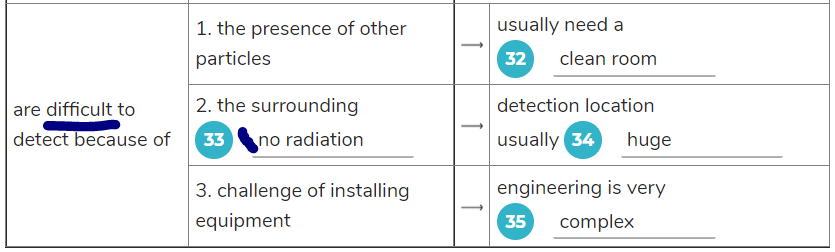 are difficult to
detect because of
1. the presence of other
particles
→
usually need a
32 clean room
2. the surrounding
33 no radiation
→
detection location
usually 34 huge
3. challenge of installing
equipment
→
engineering is very
35 complex